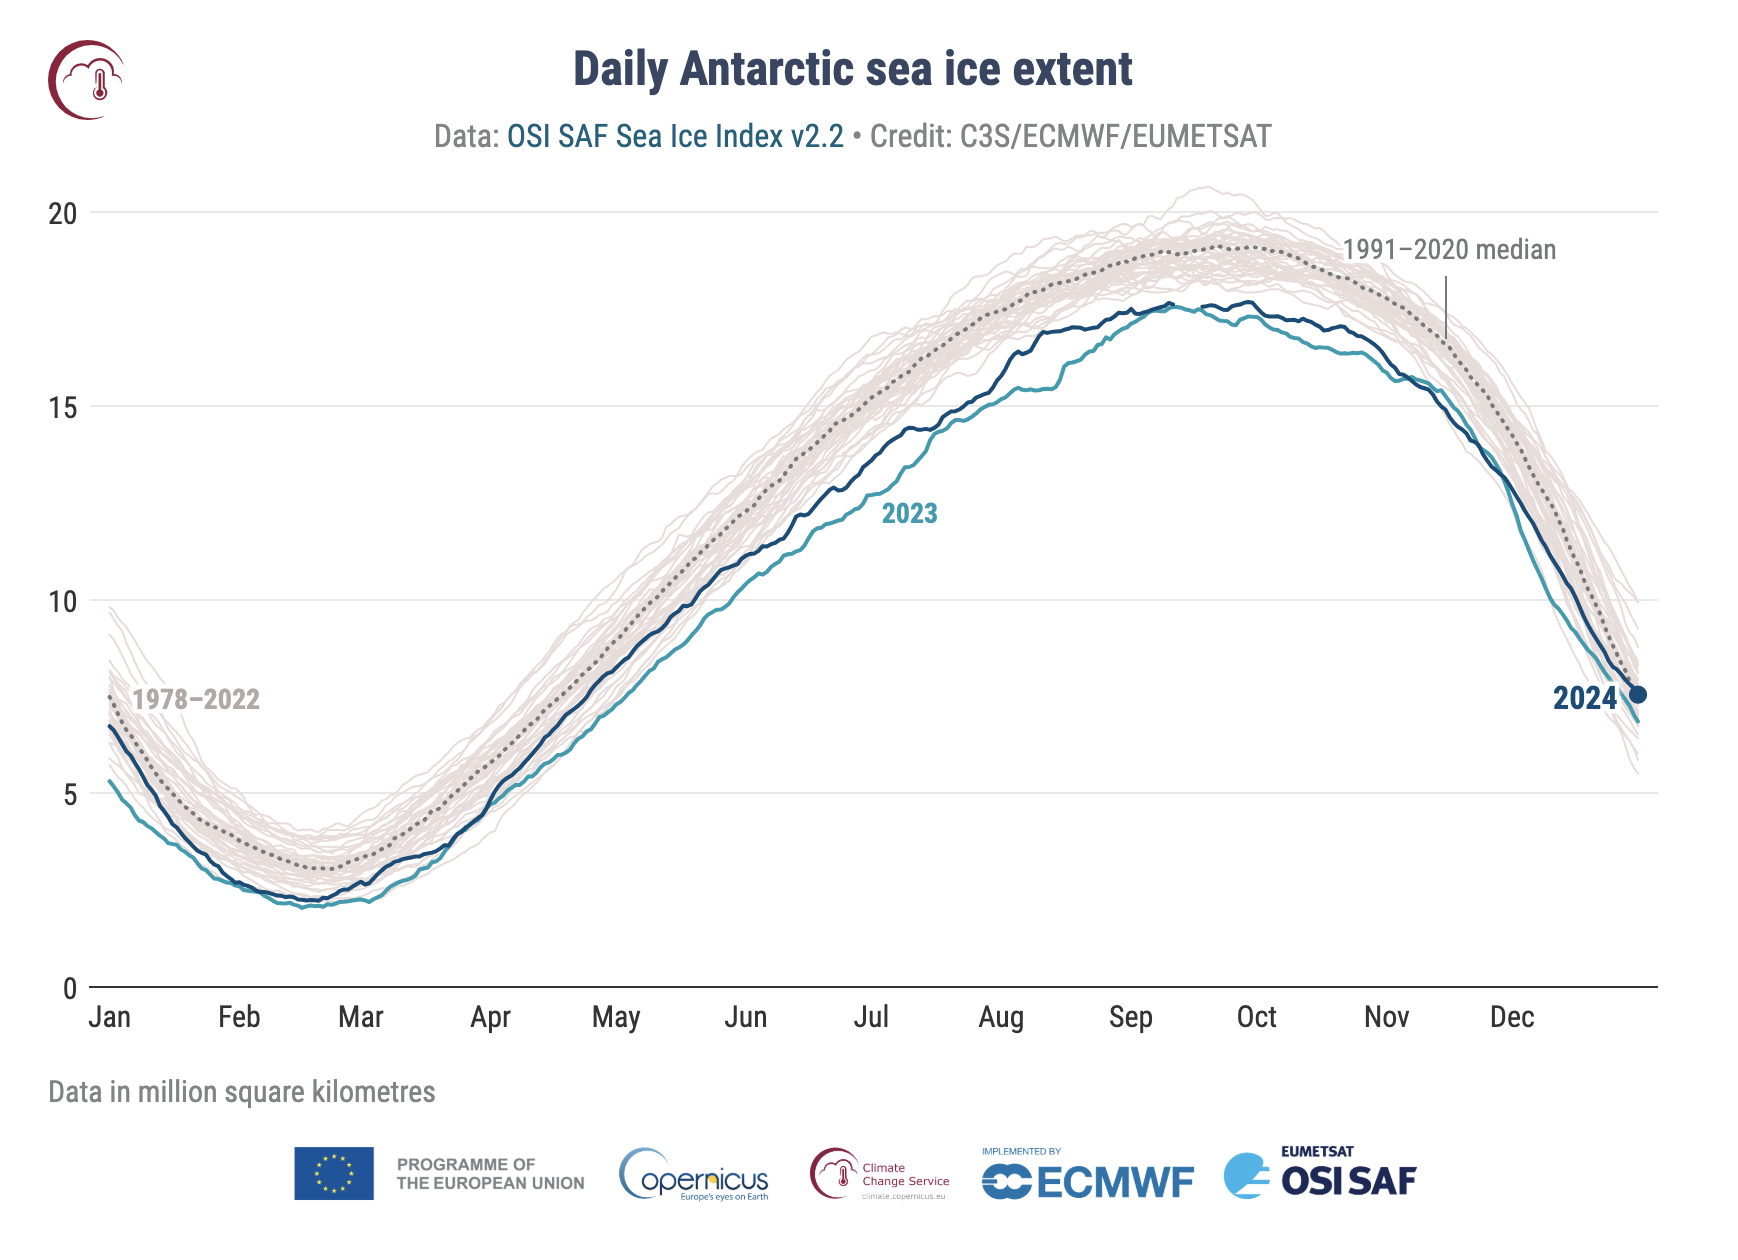 Daily Antarctic sea ice extent
Data: OSI SAF Sea Ice Index v2.2 • Credit: C3S/ECMWF/EUMETSAT
20
1991–2020 median
15
2023
10
1978–2022
2024
5
0
Jan Feb Mar Apr May Jun Jul Aug Sep Oct Nov Dec
Data in million square kilometres
PROGRAMME OF
THE EUROPEAN UNION
opernicus
Europe's eyes on Earth
Climate
Change Service
climate.copernicus.eu
IMPLEMENTED BY
ECMWF
EUMETSAT
OSI SAF